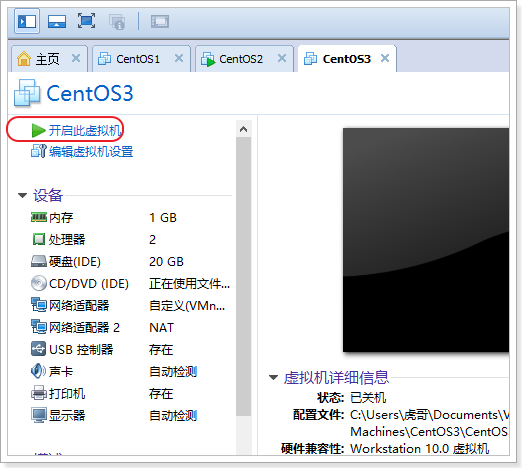 主页 CentOS1 CentOS2 CentOS3
CentOS3
开启此虚拟机
编辑虚拟机设置
设备
内存 1 GB
处理器 2
硬盘(IDE) 20 GB
CD/DVD (IDE) 正在使用文件...
网络适配器 自定义(VMn...
网络适配器 2 NAT
USB 控制器 存在
声卡 自动检测
打印机 存在
显示器 自动检测
虚拟机详细信息
状态: 已关机
配置文件: C:\Users\虎哥\Documents\V
Machines\CentOS3\CentOS
硬件兼容性: Workstation 10.0 虚拟机